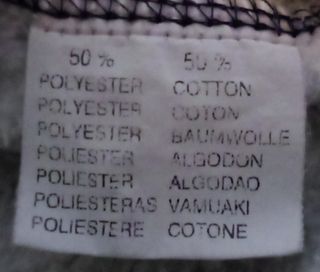 50 % 50 %
POLYESTER COTTON
POLYESTER COTON
POLYESTER BAUMWOLLE
POLIESTER ALGODON
POLIESTER ALGODAO
POLIESTERAS VAMUAKI
POLIESTERE COTONE